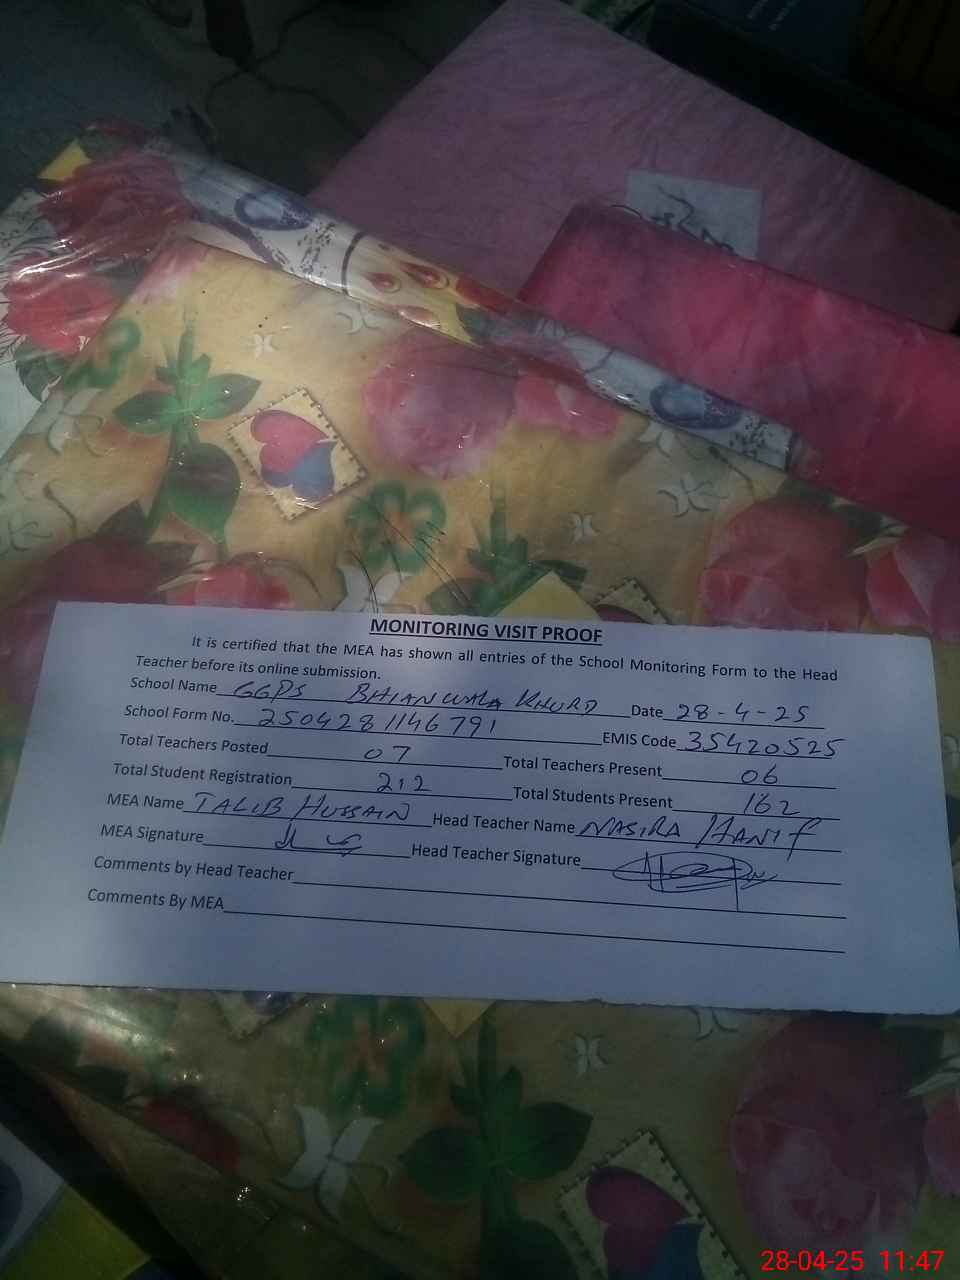 MONITORING VISIT PROOF
It is certified that the MEA has shown all entries of the School Monitoring Form to the Head
Teacher before its online submission.
School Name GGPS BHIANWALA KHURD Date 28-4-25
School Form No. 2504281146791 EMIS Code 35420525
Total Teachers Posted 07 Total Teachers Present 06
Total Student Registration 212 Total Students Present 162
MEA Name TALIB HUSSAIN Head Teacher Name NASIRA HANIF
MEA Signature Head Teacher Signature
Comments by Head Teacher
Comments By MEA
28-04-25 11:47